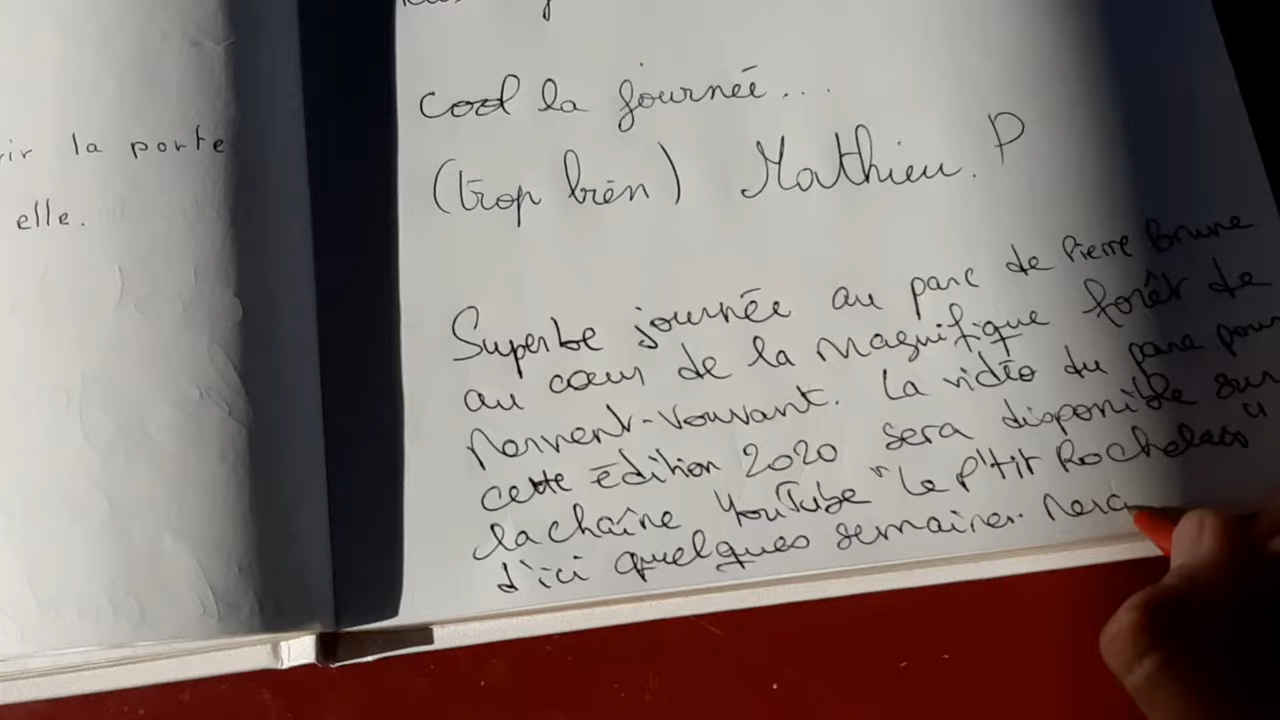 ir la porte
elle.
cool la journée...
(trop bien) Mathieu. P
Superbe journée au parc de Pierre Brune
au cœur de la magnifique forêt de
Mervent-Vouvant. La vidéo du parc pour
cette édition 2020 sera disponible sur
la chaîne YouTube "Le p'tit Rochelais"
d'ici quelques semaines. Merc